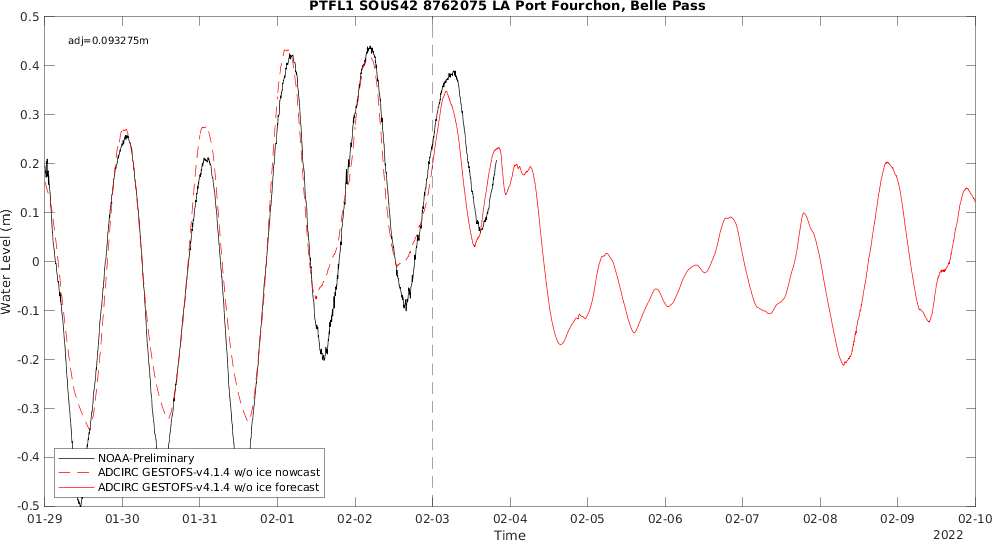 PTFL1 SOUS42 8762075 LA Port Fourchon, Belle Pass
adj=0.093275m
0.5
0.4
0.3
0.2
0.1
0
-0.1
-0.2
-0.3
-0.4
-0.5
Water Level (m)
NOAA-Preliminary
ADCIRC GESTOFS-v4.1.4 w/o ice nowcast
ADCIRC GESTOFS-v4.1.4 w/o ice forecast
01-29 01-30 01-31 02-01 02-02 02-03 02-04 02-05 02-06 02-07 02-08 02-09 02-10
Time
2022